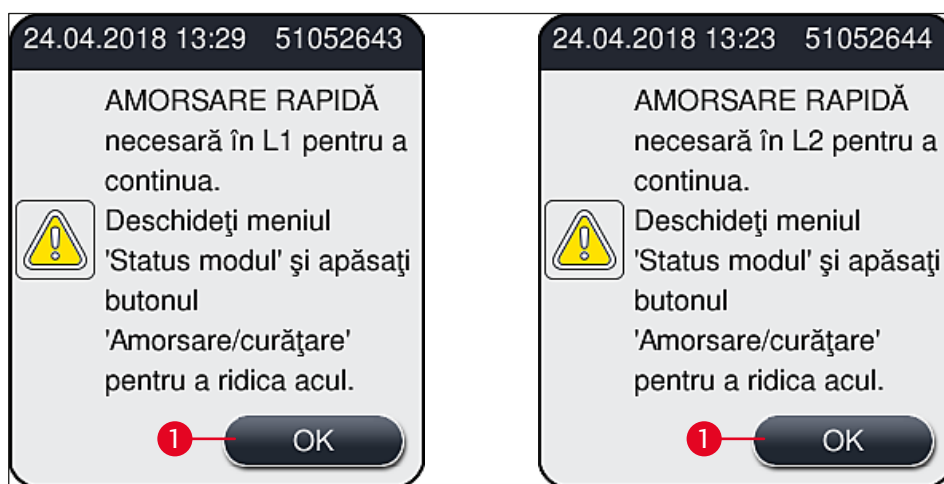 24.04.2018 13:29 51052643
AMORSARE RAPIDĂ
necesară în L1 pentru a
continua.
Deschideţi meniul
'Status modul' şi apăsaţi
butonul
'Amorsare/curăţare'
pentru a ridica acul.
1 OK
24.04.2018 13:23 51052644
AMORSARE RAPIDĂ
necesară în L2 pentru a
continua.
Deschideţi meniul
'Status modul' şi apăsaţi
butonul
'Amorsare/curăţare'
pentru a ridica acul.
1 OK